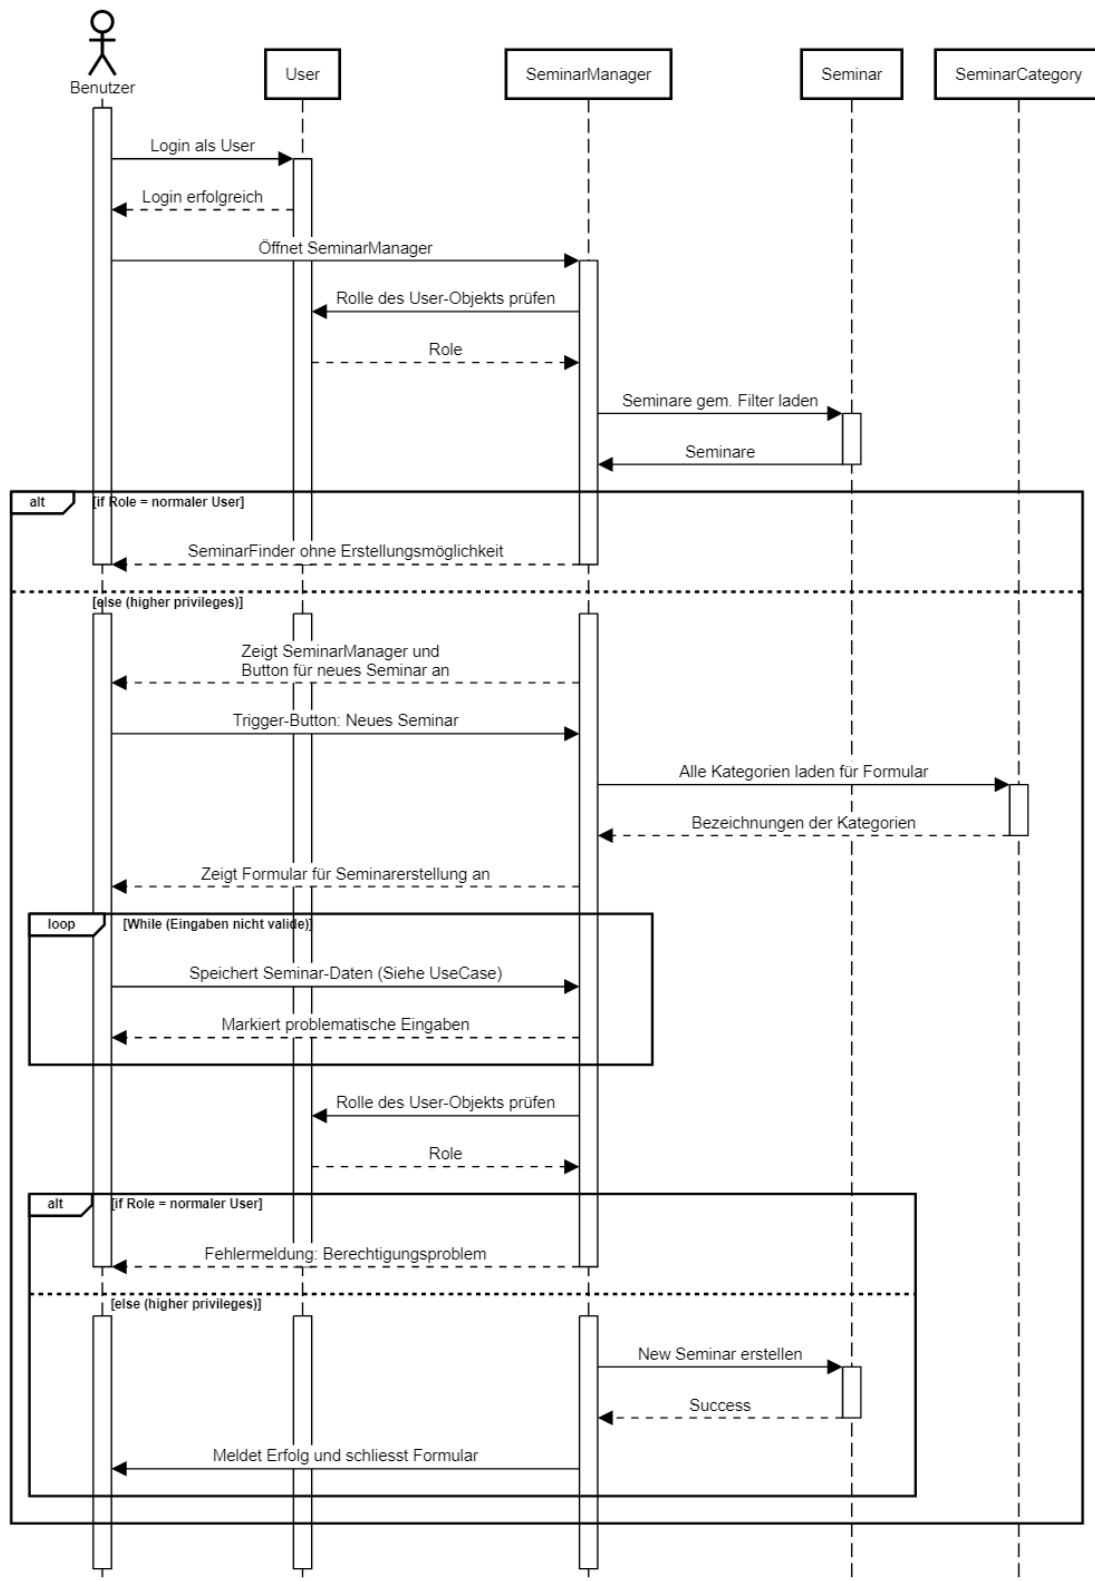 Benutzer
User
SeminarManager
Seminar
SeminarCategory
Login als User
Login erfolgreich
Öffnet SeminarManager
Rolle des User-Objekts prüfen
Role
Seminare gem. Filter laden
Seminare
alt
[if Role = normaler User]
SeminarFinder ohne Erstellungsmöglichkeit
[else (higher privileges)]
Zeigt SeminarManager und
Button für neues Seminar an
Trigger-Button: Neues Seminar
Alle Kategorien laden für Formular
Bezeichnungen der Kategorien
Zeigt Formular für Seminarerstellung an
loop
[While (Eingaben nicht valide)]
Speichert Seminar-Daten (Siehe UseCase)
Markiert problematische Eingaben
Rolle des User-Objekts prüfen
Role
alt
[if Role = normaler User]
Fehlermeldung: Berechtigungsproblem
[else (higher privileges)]
New Seminar erstellen
Success
Meldet Erfolg und schliesst Formular